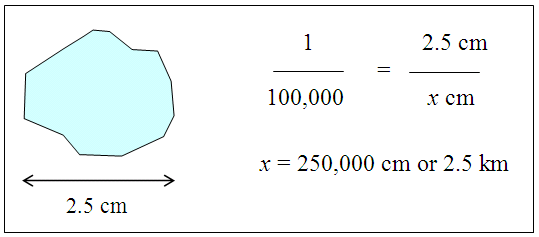 1
2.5 cm
=
100,000
x cm
x = 250,000 cm or 2.5 km
2.5 cm